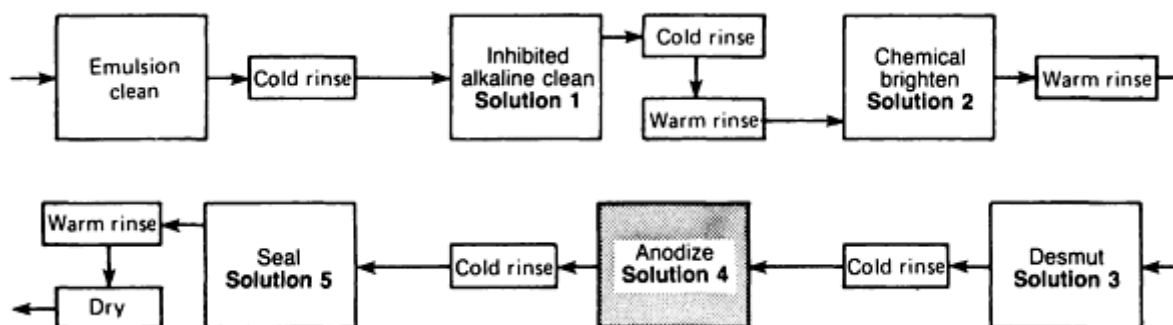 Emulsion
clean
Cold rinse
Inhibited
alkaline clean
Solution 1
Cold rinse
Warm rinse
Chemical
brighten
Solution 2
Warm rinse
Desmut
Solution 3
Cold rinse
Anodize
Solution 4
Cold rinse
Seal
Solution 5
Warm rinse
Dry